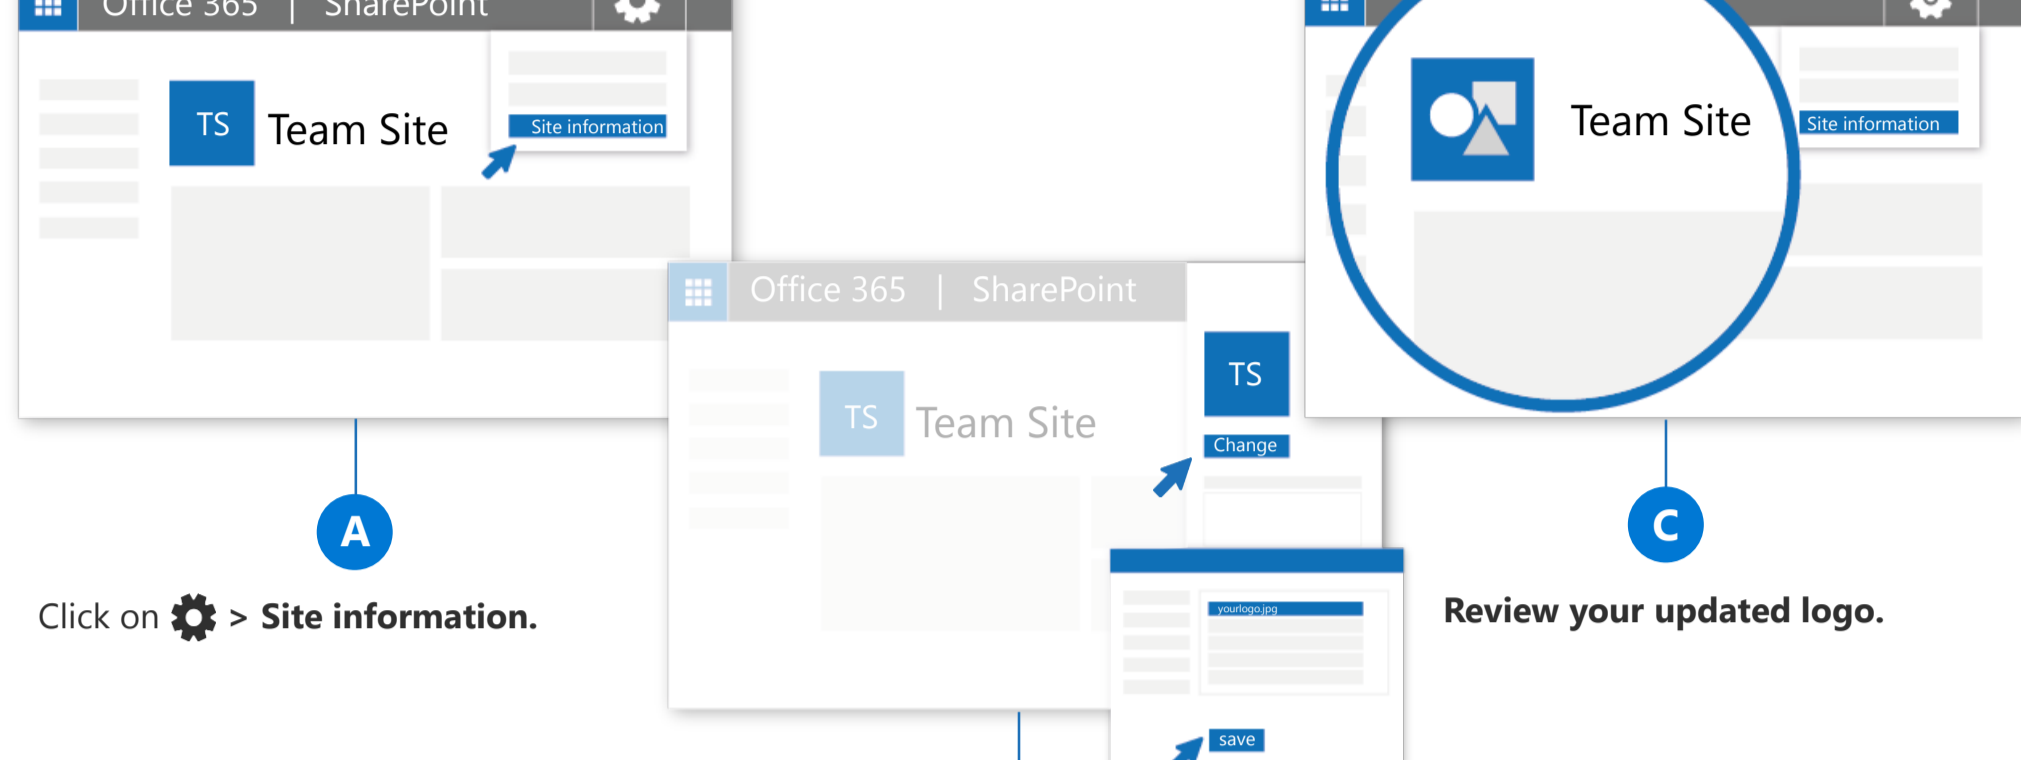 Office 365 | SharePoint
TS
Team Site
Site information
A
Click on > Site information.
Office 365 | SharePoint
TS
Team Site
TS
Change
yourlogo.jpg
save
Team Site
Site information
C
Review your updated logo.